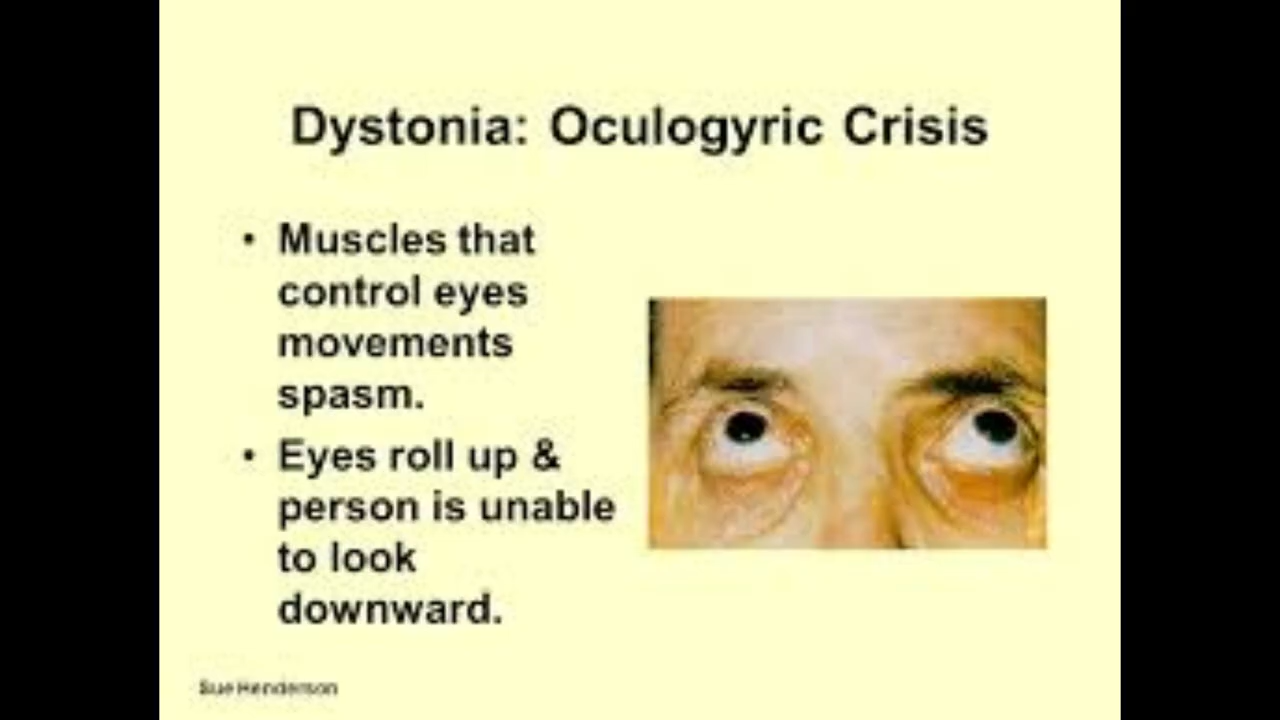 Dystonia: Oculogyric Crisis
• Muscles that
control eyes
movements
spasm.
• Eyes roll up &
person is unable
to look
downward.
Sue Henderson